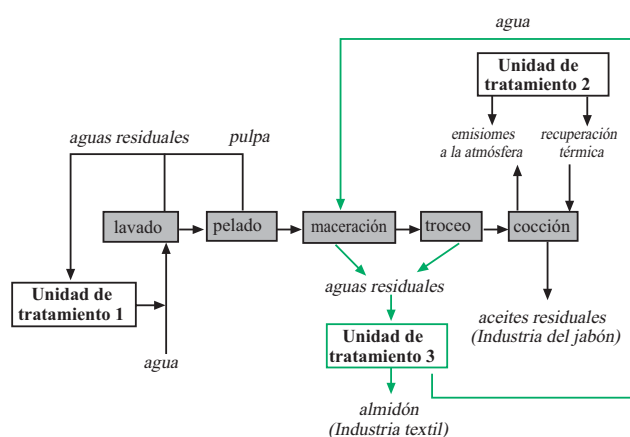 agua
Unidad de
tratamiento 2
aguas residuales
pulpa
emisiomes
a la atmósfera
recuperación
térmica
lavado
pelado
maceración
troceo
cocción
Unidad de
tratamiento 1
aguas residuales
agua
Unidad de
tratamiento 3
aceites residuales
(Industria del jabón)
almidón
(Industria textil)